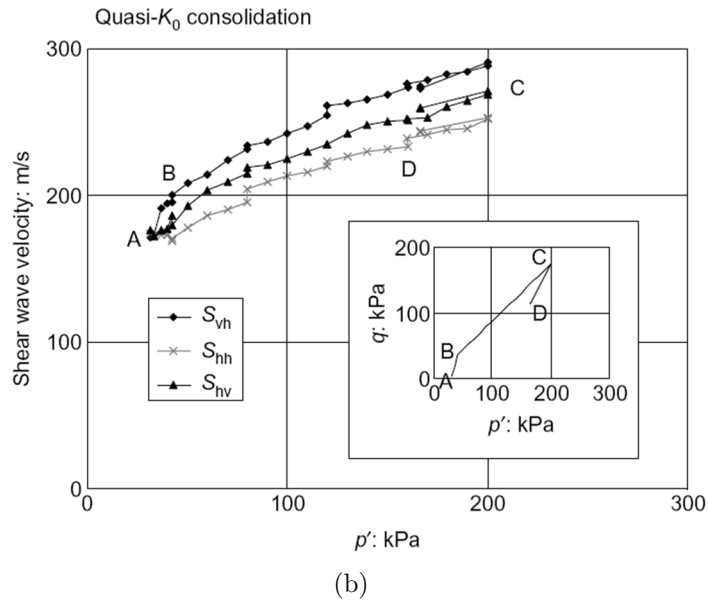 Quasi-K₀ consolidation
300
200
100
0
0
100
200
300
Shear wave velocity: m/s
p′: kPa
A
B
C
D
Svh
Shh
Shv
200
100
0
0
100
200
300
q: kPa
p′: kPa
A
B
C
D
(b)